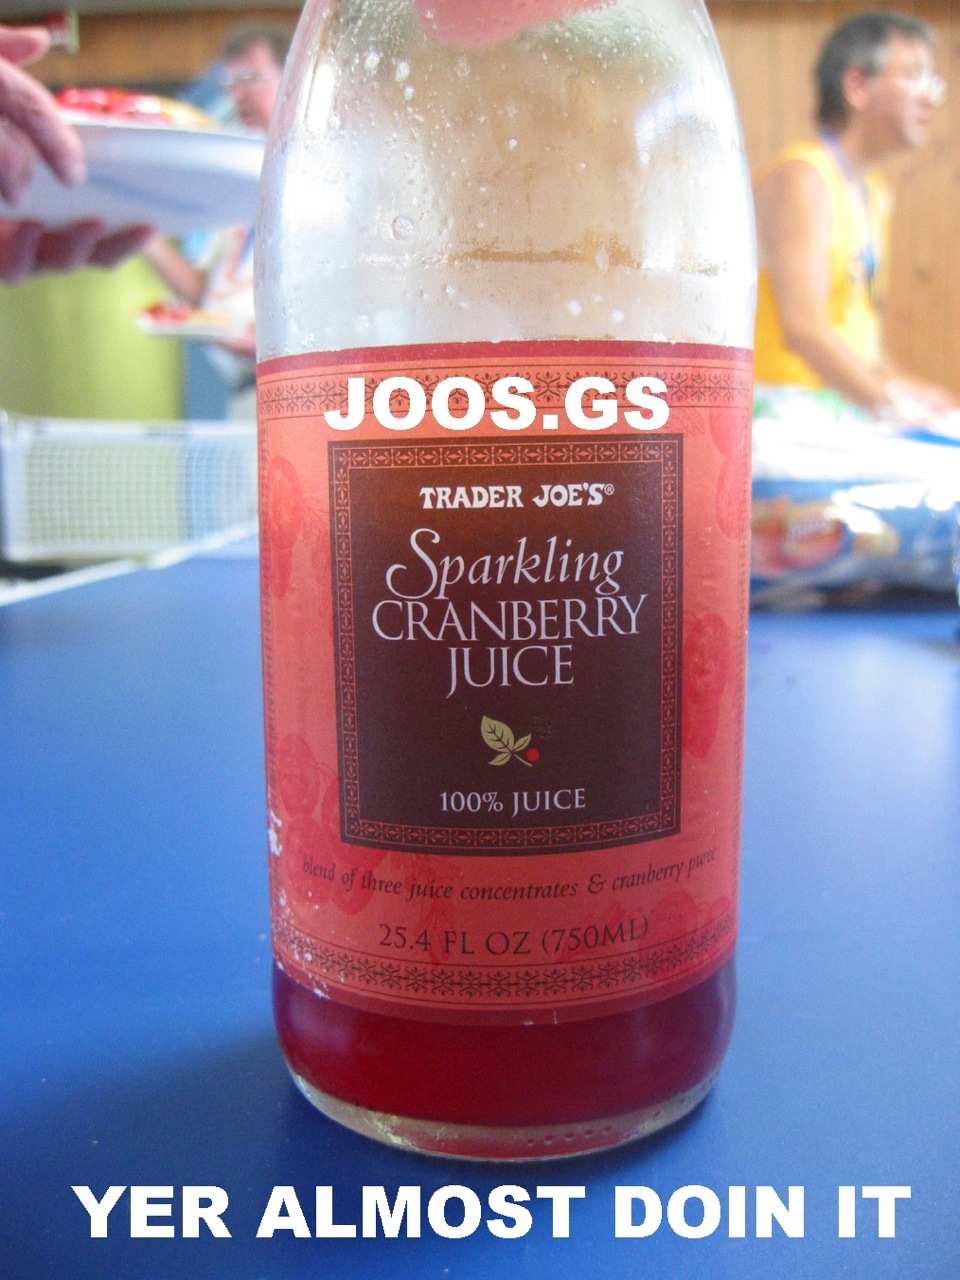 JOOS.GS
TRADER JOE'S®
Sparkling
CRANBERRY
JUICE
100% JUICE
blend of three juice concentrates & cranberry puree
25.4 FL OZ (750ML)
YER ALMOST DOIN IT